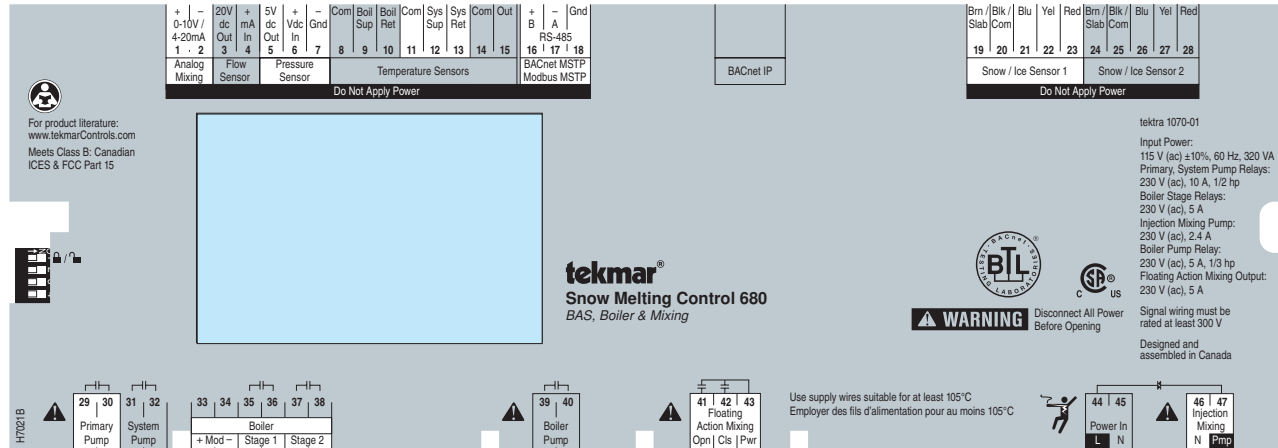 + – 20V + 5V + – Com Boil Boil Com Sys Sys Com Out + – Gnd
0-10V / dc mA dc Vdc Gnd Sup Ret Sup Ret B A
4-20mA Out In Out In RS-485
1 · 2 3 4 5 6 7 8 9 10 11 12 13 14 15 16 17 18
Analog Mixing
Flow Sensor
Pressure Sensor
Temperature Sensors
BACnet MSTP
Modbus MSTP
Do Not Apply Power
BACnet IP
Brn / Blk / Blu Yel Red Brn / Blk / Blu Yel Red
Slab Com Slab Com
19 20 21 22 23 24 25 26 27 28
Snow / Ice Sensor 1 Snow / Ice Sensor 2
Do Not Apply Power
For product literature:
www.tekmarControls.com
Meets Class B: Canadian
ICES & FCC Part 15
tektra 1070-01
Input Power:
115 V (ac) ±10%, 60 Hz, 320 VA
Primary, System Pump Relays:
230 V (ac), 10 A, 1/2 hp
Boiler Stage Relays:
230 V (ac), 5 A
Injection Mixing Pump:
230 V (ac), 2.4 A
Boiler Pump Relay:
230 V (ac), 5 A, 1/3 hp
Floating Action Mixing Output:
230 V (ac), 5 A
Signal wiring must be
rated at least 300 V
Designed and
assembled in Canada
/
tekmar®
Snow Melting Control 680
BAS, Boiler & Mixing
BACnet
BTL ®
TESTING LABORATORIES
SA ®
C US
WARNING
Disconnect All Power
Before Opening
H7021B
29 30
Primary
Pump
31 32
System
Pump
33 34 35 36 37 38
Boiler
+ Mod – Stage 1 Stage 2
39 40
Boiler
Pump
41 42 43
Floating
Action Mixing
Opn Cls Pwr
Use supply wires suitable for at least 105°C
Employer des fils d'alimentation pour au moins 105°C
44 45
Power In
L N
46 47
Injection
Mixing
N Pmp